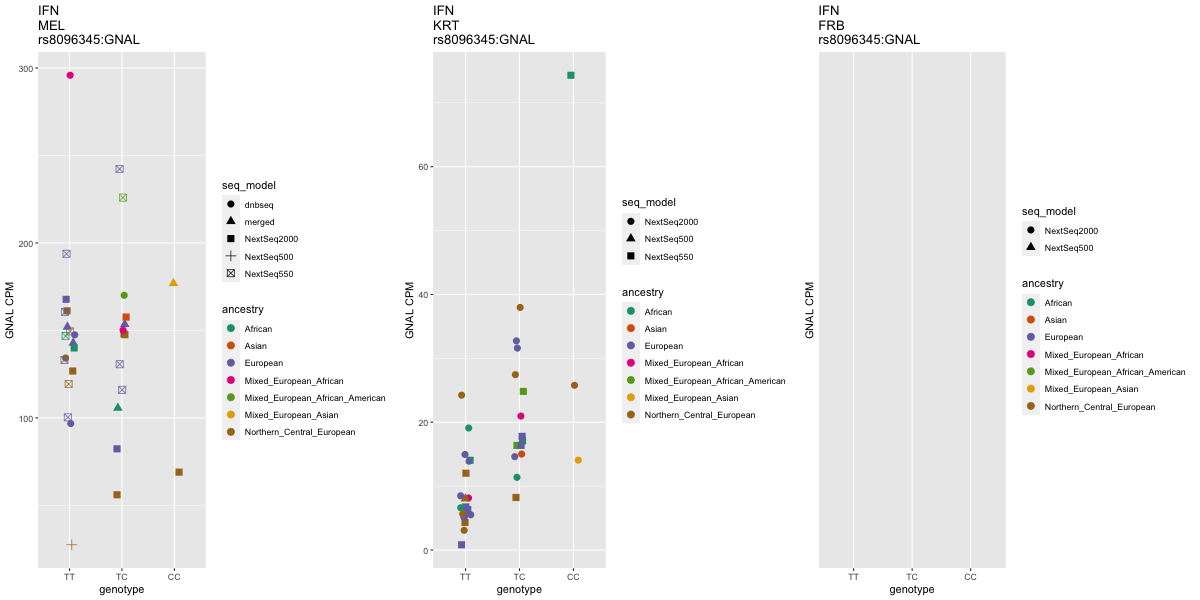 IFN
MEL
rs8096345:GNAL
300
200
100
GNAL CPM
TT
TC
CC
genotype
seq_model
dnbseq
merged
NextSeq2000
NextSeq500
NextSeq550
ancestry
African
Asian
European
Mixed_European_African
Mixed_European_African_American
Mixed_European_Asian
Northern_Central_European
IFN
KRT
rs8096345:GNAL
60
40
20
0
GNAL CPM
TT
TC
CC
genotype
seq_model
NextSeq2000
NextSeq500
NextSeq550
ancestry
African
Asian
European
Mixed_European_African
Mixed_European_African_American
Mixed_European_Asian
Northern_Central_European
IFN
FRB
rs8096345:GNAL
GNAL CPM
TT
TC
CC
genotype
seq_model
NextSeq2000
NextSeq500
ancestry
African
Asian
European
Mixed_European_African
Mixed_European_African_American
Mixed_European_Asian
Northern_Central_European